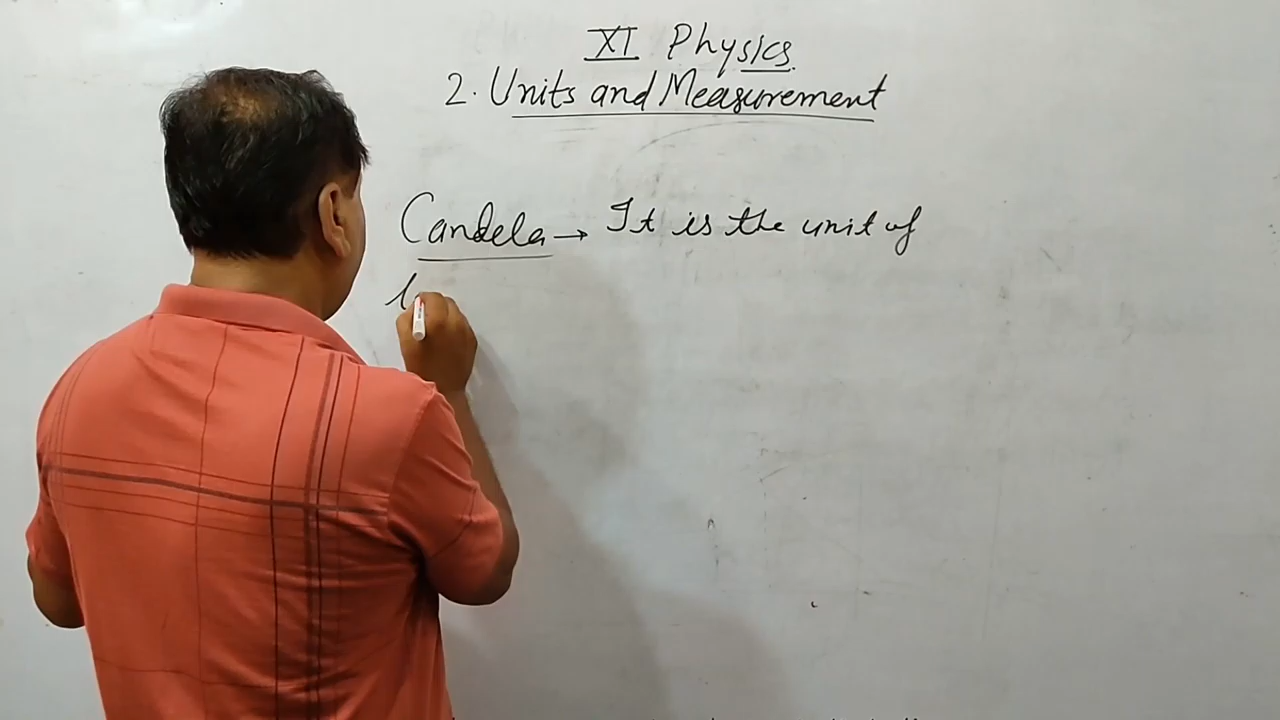 XI Physics
2. Units and Measurement
Candela → It is the unit of
l